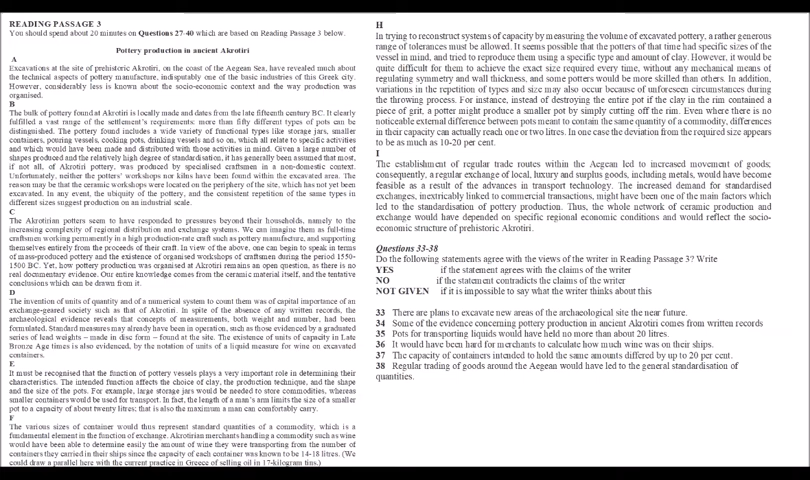 READING PASSAGE 3
You should spend about 20 minutes on Questions 27-40 which are based on Reading Passage 3 below.
Pottery production in ancient Akrotiri
A
Excavations at the site of prehistoric Akrotiri, on the coast of the Aegean Sea, have revealed much about
the technical aspects of pottery manufacture, indisputably one of the basic industries of this Greek city.
However, considerably less is known about the socio-economic context and the way production was
organised.
B
The bulk of pottery found at Akrotiri is locally made and dates from the late fifteenth century BC. It clearly
fulfilled a vast range of the settlement's requirements: more than fifty different types of pots can be
distinguished. The pottery found includes a wide variety of functional types like storage jars, smaller
containers, pouring vessels, cooking pots, drinking vessels and so on, which all relate to specific activities
and which would have been made and distributed with those activities in mind. Given a large number of
shapes produced and the relatively high degree of standardisation, it has generally been assumed that most,
if not all, of Akrotiri pottery, was produced by specialised craftsmen in a non-domestic context.
Unfortunately, neither the potters' workshops nor kilns have been found within the excavated area. The
reason may be that the ceramic workshops were located on the periphery of the site, which has not yet been
excavated. In any event, the ubiquity of the pottery, and the consistent repetition of the same types in
different sizes suggest production on an industrial scale.
C
The Akrotirian potters seem to have responded to pressures beyond their households, namely to the
increasing complexity of regional distribution and exchange systems. We can imagine them as full-time
craftsmen working permanently in a high production-rate craft such as pottery manufacture, and supporting
themselves entirely from the proceeds of their craft. In view of the above, one can begin to speak in terms
of mass-produced pottery and the existence of organised workshops of craftsmen during the period 1550-
1500 BC. Yet, how pottery production was organised at Akrotiri remains an open question, as there is no
real documentary evidence. Our entire knowledge comes from the ceramic material itself, and the tentative
conclusions which can be drawn from it.
D
The invention of units of quantity and of a numerical system to count them was of capital importance of an
exchange-geared society such as that of Akrotiri. In spite of the absence of any written records, the
archaeological evidence reveals that concepts of measurements, both weight and number, had been
formulated. Standard measures may already have been in operation, such as those evidenced by a graduated
series of lead weights – made in disc form – found at the site. The existence of units of capacity in Late
Bronze Age times is also evidenced, by the notation of units of a liquid measure for wine on excavated
containers.
E
It must be recognised that the function of pottery vessels plays a very important role in determining their
characteristics. The intended function affects the choice of clay, the production technique, and the shape
and the size of the pots. For example, large storage jars would be needed to store commodities, whereas
smaller containers would be used for transport. In fact, the length of a man's arm limits the size of a smaller
pot to a capacity of about twenty litres; that is also the maximum a man can comfortably carry.
F
The various sizes of container would thus represent standard quantities of a commodity, which is a
fundamental element in the function of exchange. Akrotirian merchants handling a commodity such as wine
would have been able to determine easily the amount of wine they were transporting from the number of
containers they carried in their ships since the capacity of each container was known to be 14-18 litres. (We
could draw a parallel here with the current practice in Greece of selling oil in 17-kilogram tins.)
H
In trying to reconstruct systems of capacity by measuring the volume of excavated pottery, a rather generous
range of tolerances must be allowed. It seems possible that the potters of that time had specific sizes of the
vessel in mind, and tried to reproduce them using a specific type and amount of clay. However, it would be
quite difficult for them to achieve the exact size required every time, without any mechanical means of
regulating symmetry and wall thickness, and some potters would be more skilled than others. In addition,
variations in the repetition of types and size may also occur because of unforeseen circumstances during
the throwing process. For instance, instead of destroying the entire pot if the clay in the rim contained a
piece of grit, a potter might produce a smaller pot by simply cutting off the rim. Even where there is no
noticeable external difference between pots meant to contain the same quantity of a commodity, differences
in their capacity can actually reach one or two litres. In one case the deviation from the required size appears
to be as much as 10-20 per cent.
I
The establishment of regular trade routes within the Aegean led to increased movement of goods;
consequently, a regular exchange of local, luxury and surplus goods, including metals, would have become
feasible as a result of the advances in transport technology. The increased demand for standardised
exchanges, inextricably linked to commercial transactions, might have been one of the main factors which
led to the standardisation of pottery production. Thus, the whole network of ceramic production and
exchange would have depended on specific regional economic conditions and would reflect the socio-
economic structure of prehistoric Akrotiri.
Questions 33-38
Do the following statements agree with the views of the writer in Reading Passage 3? Write
YES if the statement agrees with the claims of the writer
NO if the statement contradicts the claims of the writer
NOT GIVEN if it is impossible to say what the writer thinks about this
33 There are plans to excavate new areas of the archaeological site the near future.
34 Some of the evidence concerning pottery production in ancient Akrotiri comes from written records
35 Pots for transporting liquids would have held no more than about 20 litres.
36 It would have been hard for merchants to calculate how much wine was on their ships.
37 The capacity of containers intended to hold the same amounts differed by up to 20 per cent.
38 Regular trading of goods around the Aegean would have led to the general standardisation of
quantities.